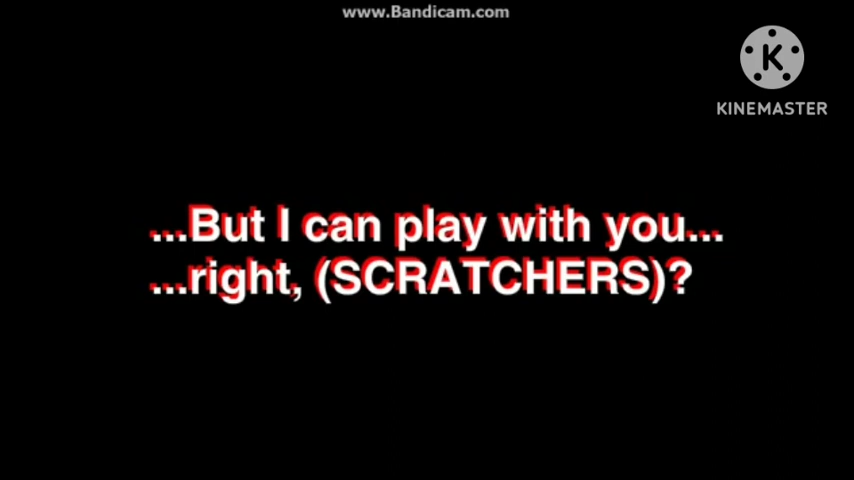 www.Bandicam.com
KINEMASTER
...But I can play with you...
...right, (SCRATCHERS)?